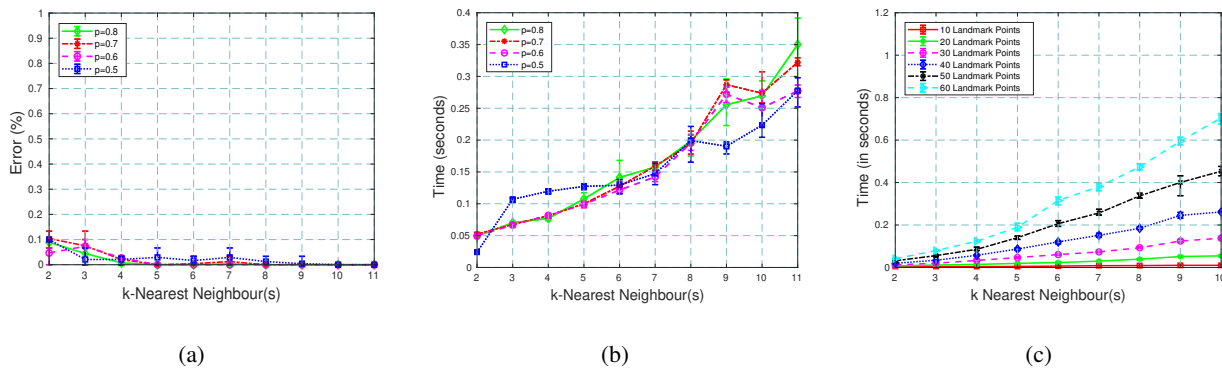 1
0.9
0.8
0.7
0.6
0.5
0.4
0.3
0.2
0.1
0
Error (%)
p=0.8
p=0.7
p=0.6
p=0.5
2 3 4 5 6 7 8 9 10 11
k-Nearest Neighbour(s)
(a)
0.4
0.35
0.3
0.25
0.2
0.15
0.1
0.05
0
Time (seconds)
p=0.8
p=0.7
p=0.6
p=0.5
2 3 4 5 6 7 8 9 10 11
k-Nearest Neighbour(s)
(b)
1.2
1
0.8
0.6
0.4
0.2
0
Time (in seconds)
10 Landmark Points
20 Landmark Points
30 Landmark Points
40 Landmark Points
50 Landmark Points
60 Landmark Points
2 3 4 5 6 7 8 9 10
k Nearest Neighbour(s)
(c)